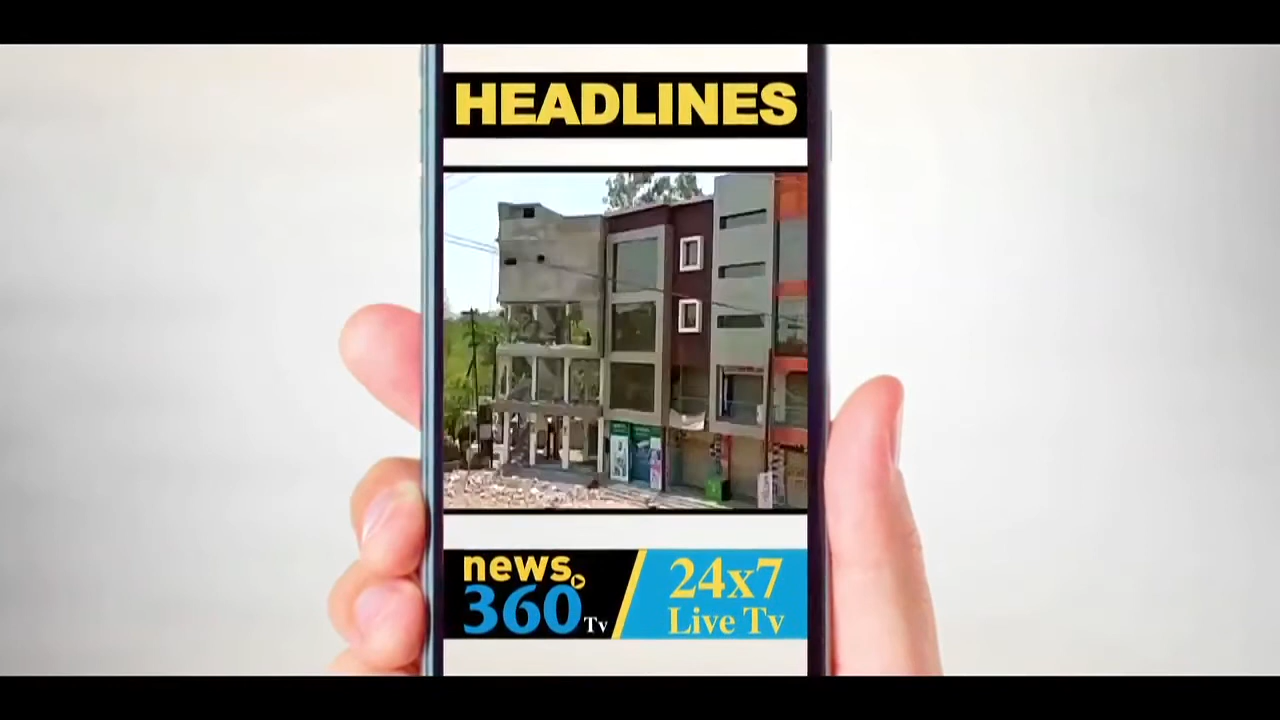 HEADLINES
news
360 Tv
24x7
Live Tv